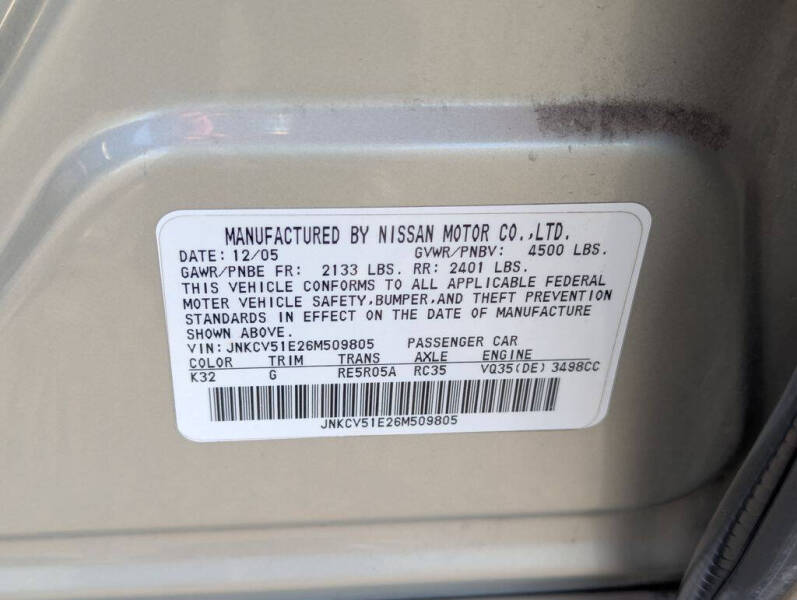 MANUFACTURED BY NISSAN MOTOR CO.,LTD.
DATE: 12/05 GVWR/PNBV: 4500 LBS.
GAWR/PNBE FR: 2133 LBS. RR: 2401 LBS.
THIS VEHICLE CONFORMS TO ALL APPLICABLE FEDERAL
MOTER VEHICLE SAFETY,BUMPER,AND THEFT PREVENTION
STANDARDS IN EFFECT ON THE DATE OF MANUFACTURE
SHOWN ABOVE.
VIN: JNKCV51E26M509805 PASSENGER CAR
COLOR TRIM TRANS AXLE ENGINE
K32 G RE5R05A RC35 VQ35(DE) 3498CC
JNKCV51E26M509805